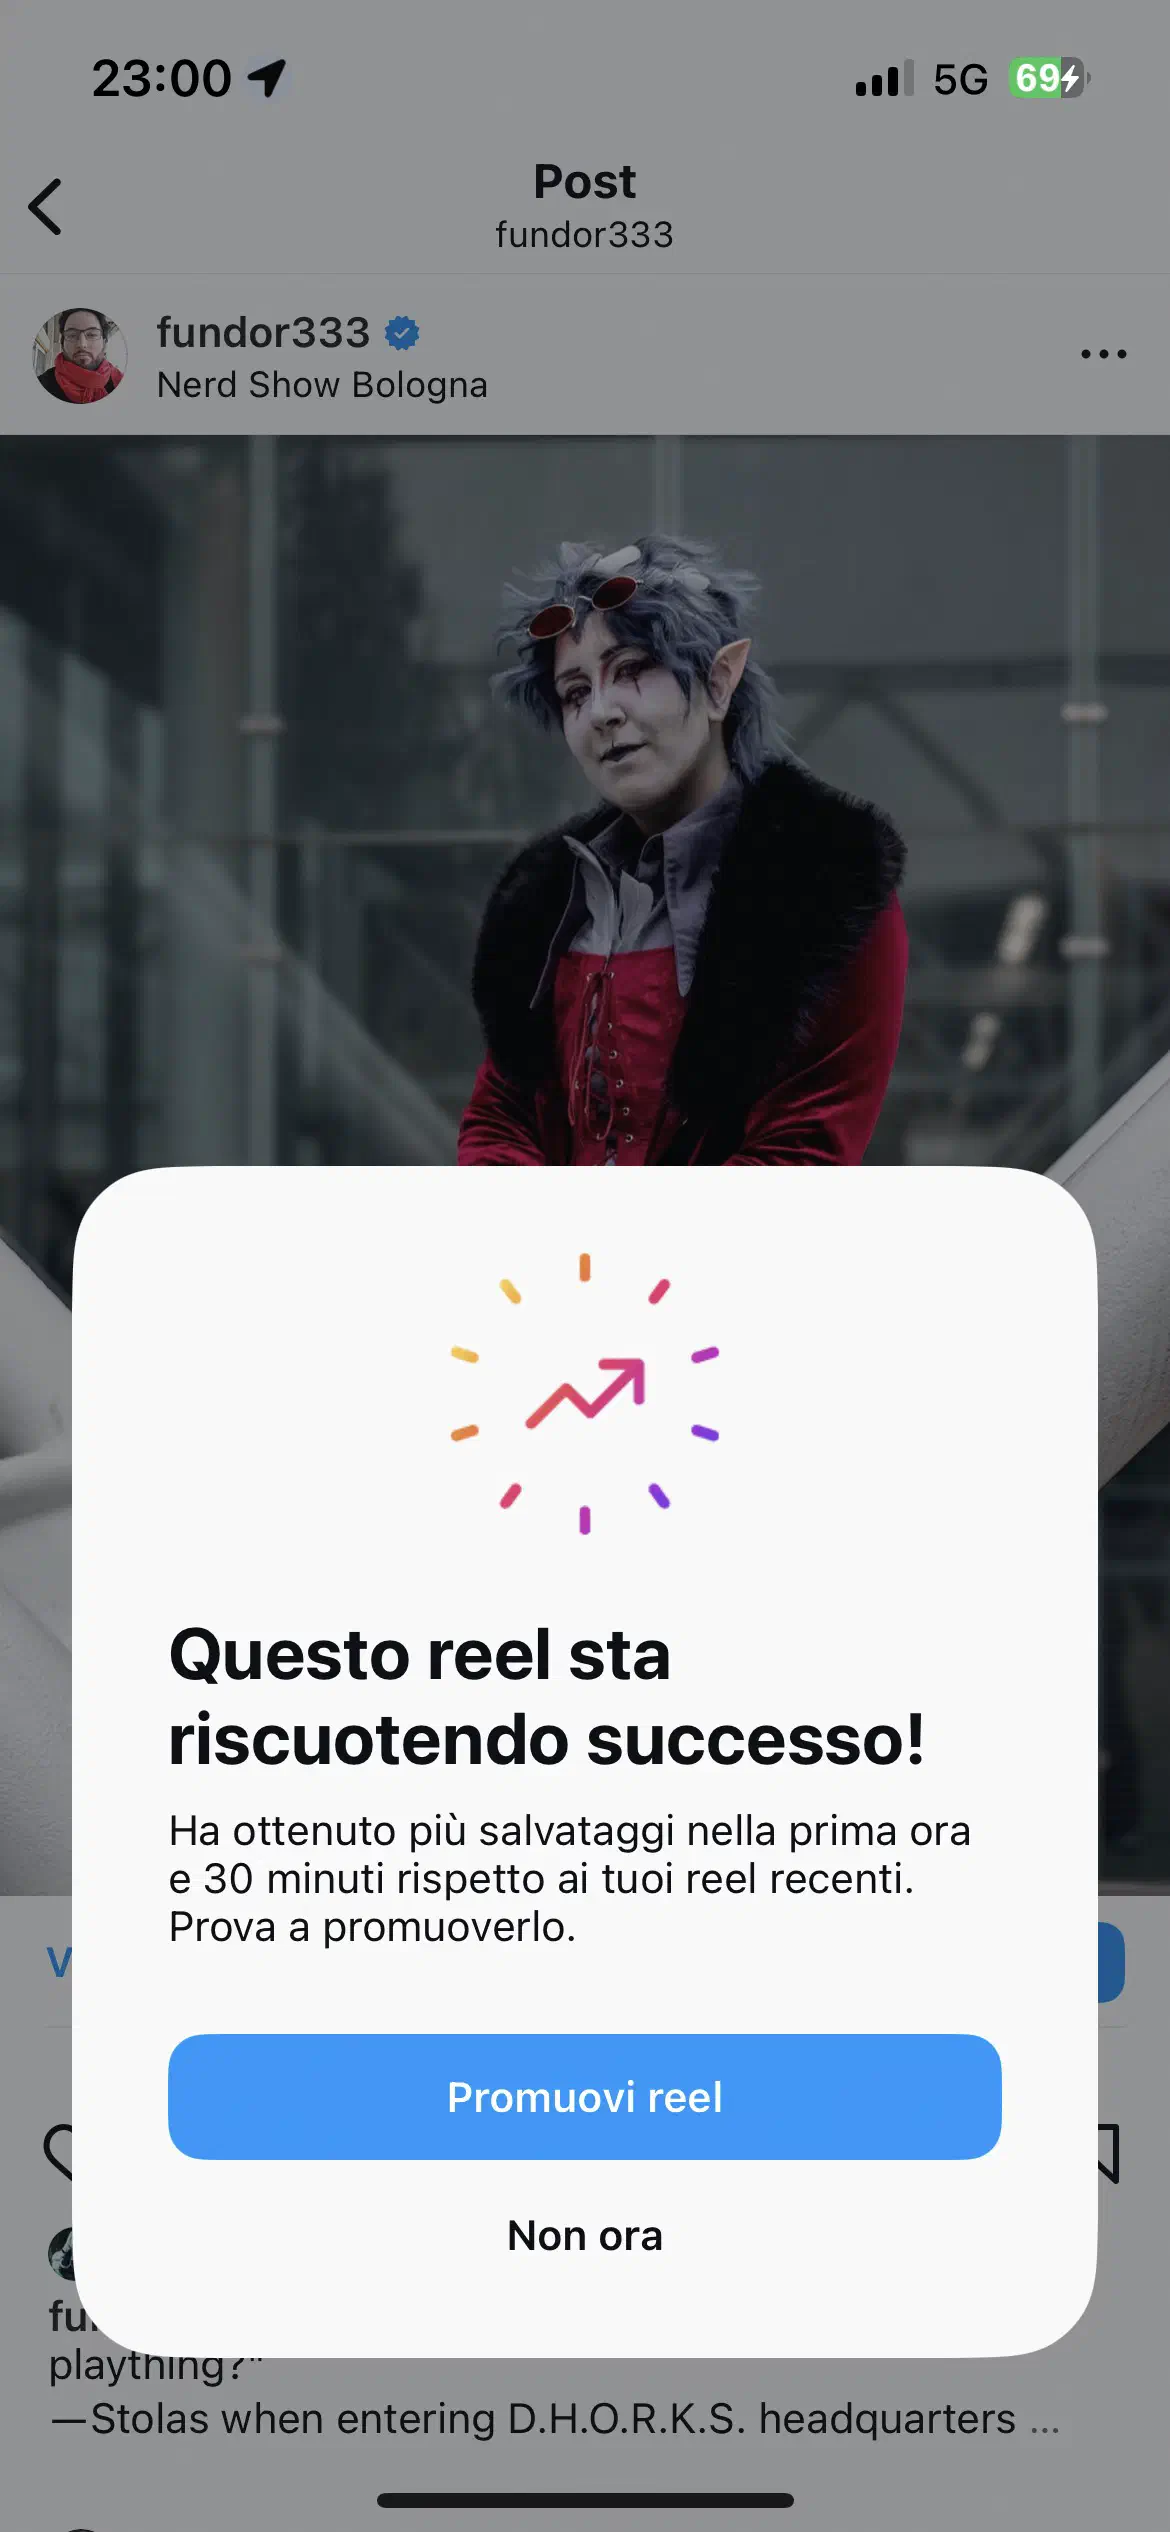 23:00 5G 69
Post
fundor333
fundor333
Nerd Show Bologna
Questo reel sta
riscuotendo successo!
Ha ottenuto più salvataggi nella prima ora
e 30 minuti rispetto ai tuoi reel recenti.
Prova a promuoverlo.
Promuovi reel
Non ora
plaything?"
—Stolas when entering D.H.O.R.K.S. headquarters ...